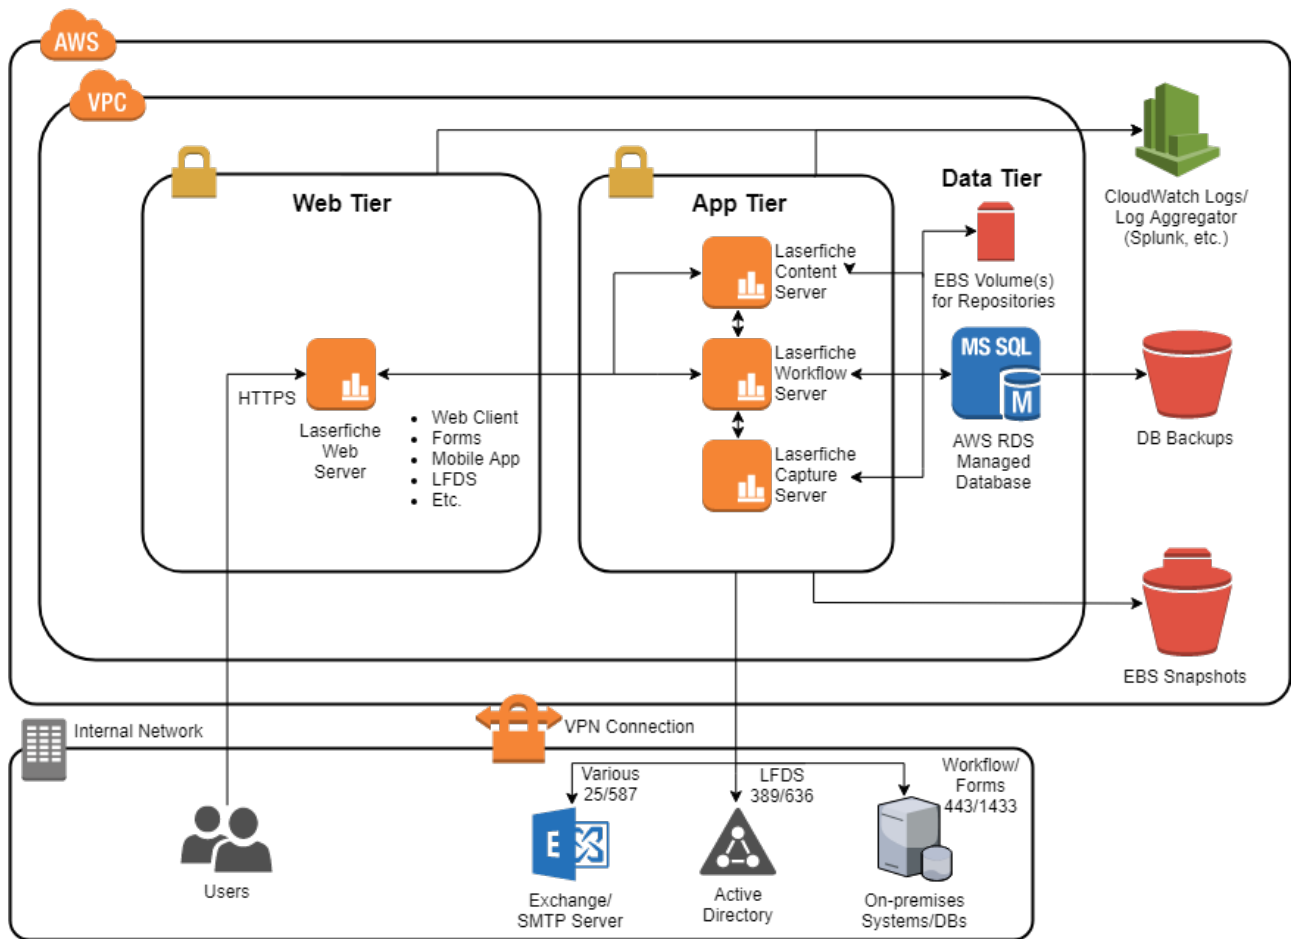 AWS
VPC
Web Tier
App Tier
Data Tier
CloudWatch Logs/
Log Aggregator
(Splunk, etc.)
Laserfiche
Content
Server
EBS Volume(s)
for Repositories
HTTPS
Laserfiche
Web
Server
• Web Client
• Forms
• Mobile App
• LFDS
• Etc.
Laserfiche
Workflow
Server
MS SQL
M
AWS RDS
Managed
Database
DB Backups
Laserfiche
Capture
Server
EBS Snapshots
Internal Network
VPN Connection
Various
25/587
LFDS
389/636
Workflow/
Forms
443/1433
E
Users
Exchange/
SMTP Server
Active
Directory
On-premises
Systems/DBs